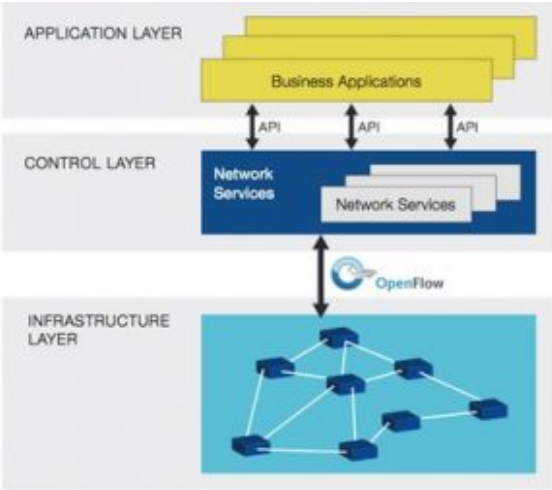 APPLICATION LAYER
Business Applications
API
API
API
CONTROL LAYER
Network
Services
Network Services
OpenFlow
INFRASTRUCTURE
LAYER